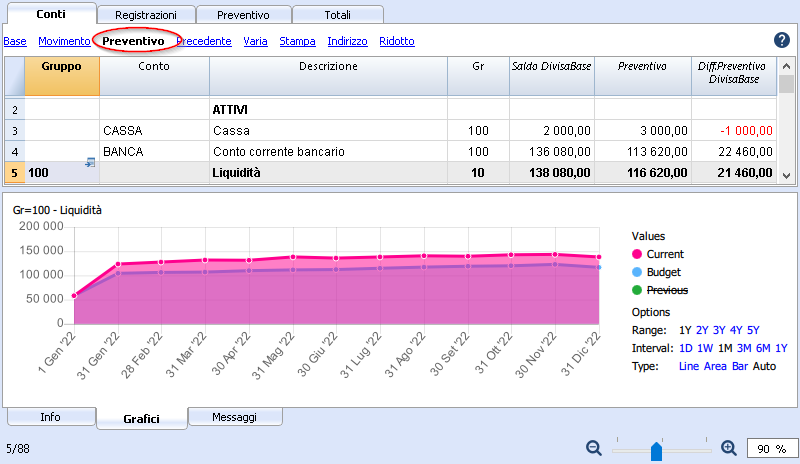 Conti Registrazioni Preventivo Totali
Base Movimento Preventivo Precedente Varia Stampa Indirizzo Ridotto ?
Gruppo Conto Descrizione Gr Saldo DivisaBase Preventivo Diff.Preventivo DivisaBase
2 ATTIVI
3 CASSA Cassa 100 2 000,00 3 000,00 -1 000,00
4 BANCA Conto corrente bancario 100 136 080,00 113 620,00 22 460,00
5 100 Liquidità 10 138 080,00 116 620,00 21 460,00
Gr=100 - Liquidità
200 000
150 000
100 000
50 000
0
1 Gen '22 31 Gen '22 28 Feb '22 31 Mar '22 30 Apr '22 31 Mag '22 30 Giu '22 31 Lug '22 31 Ago '22 30 Set '22 31 Ott '22 30 Nov '22 31 Dic '22
Values
Current
Budget
Previous
Options
Range: 1Y 2Y 3Y 4Y 5Y
Interval: 1D 1W 1M 3M 6M 1Y
Type: Line Area Bar Auto
Info Grafici Messaggi
5/88 90 %